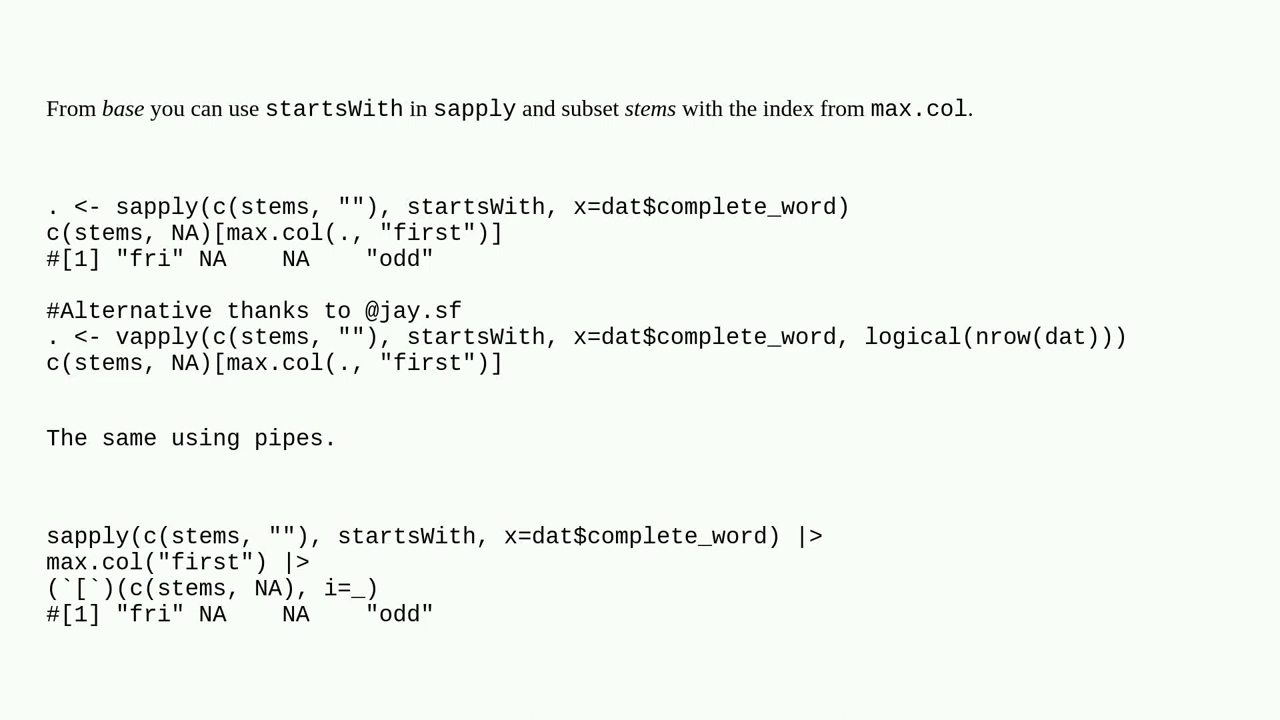 From base you can use startsWith in sapply and subset stems with the index from max.col.
. <- sapply(c(stems, ""), startsWith, x=dat$complete_word)
c(stems, NA)[max.col(., "first")]
#[1] "fri" NA    NA    "odd"
#Alternative thanks to @jay.sf
. <- vapply(c(stems, ""), startsWith, x=dat$complete_word, logical(nrow(dat)))
c(stems, NA)[max.col(., "first")]
The same using pipes.
sapply(c(stems, ""), startsWith, x=dat$complete_word) |>
max.col("first") |>
(`[`)(c(stems, NA), i=_)
#[1] "fri" NA    NA    "odd"